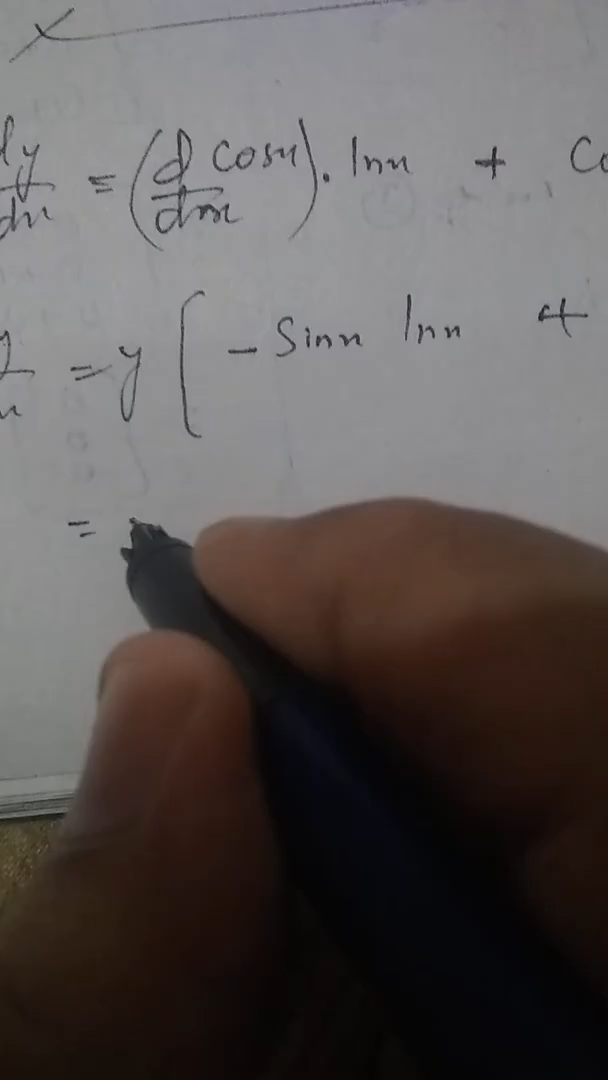 dy/dx = (d/dx cosx). lnx + Co
y/x = y [ - Sinx lnx +
=